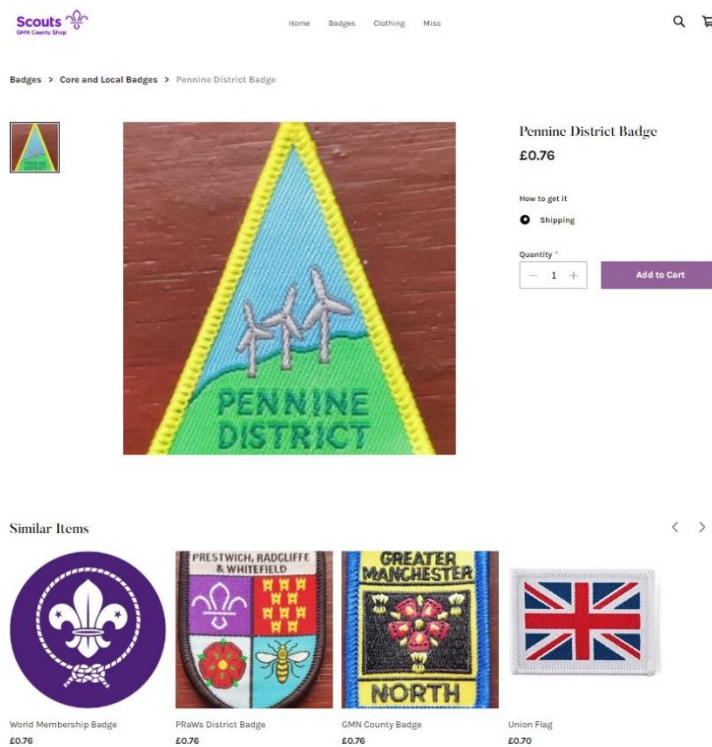 Scouts
GMN County Shop
Home Badges Clothing Misc
Badges > Core and Local Badges > Pennine District Badge
PENNINE
DISTRICT
Pennine District Badge
£0.76
How to get it
Shipping
Quantity *
− 1 +
Add to Cart
PENNINE
DISTRICT
Similar Items
PRESTWICH, RADCLIFFE
& WHITEFIELD
GREATER
MANCHESTER
NORTH
World Membership Badge
£0.76
PRaWs District Badge
£0.76
GMN County Badge
£0.76
Union Flag
£0.70